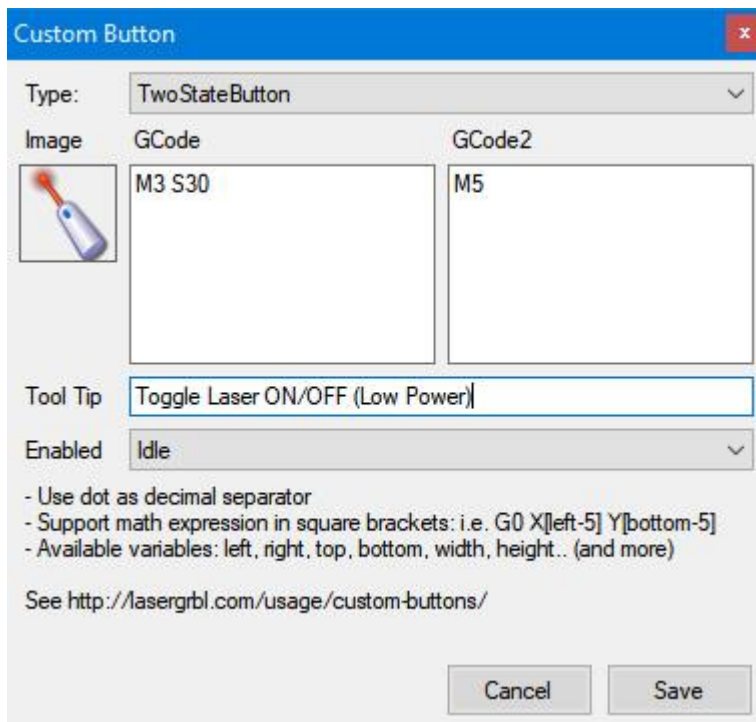 Custom Button
x
Type: TwoStateButton
Image GCode GCode2
M3 S30 M5
Tool Tip Toggle Laser ON/OFF (Low Power)
Enabled Idle
- Use dot as decimal separator
- Support math expression in square brackets: i.e. G0 X[left-5] Y[bottom-5]
- Available variables: left, right, top, bottom, width, height.. (and more)
See http://lasergrbl.com/usage/custom-buttons/
Cancel Save